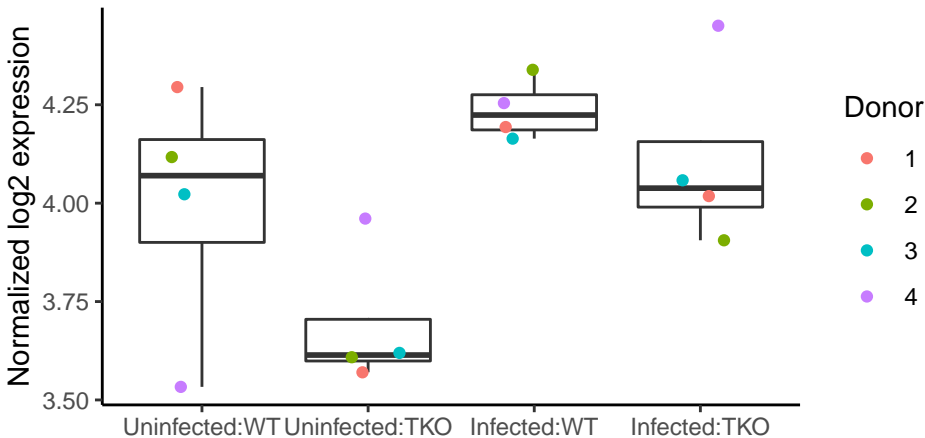 Normalized log2 expression
4.25
4.00
3.75
3.50
Uninfected:WT
Uninfected:TKO
Infected:WT
Infected:TKO
Donor
1
2
3
4